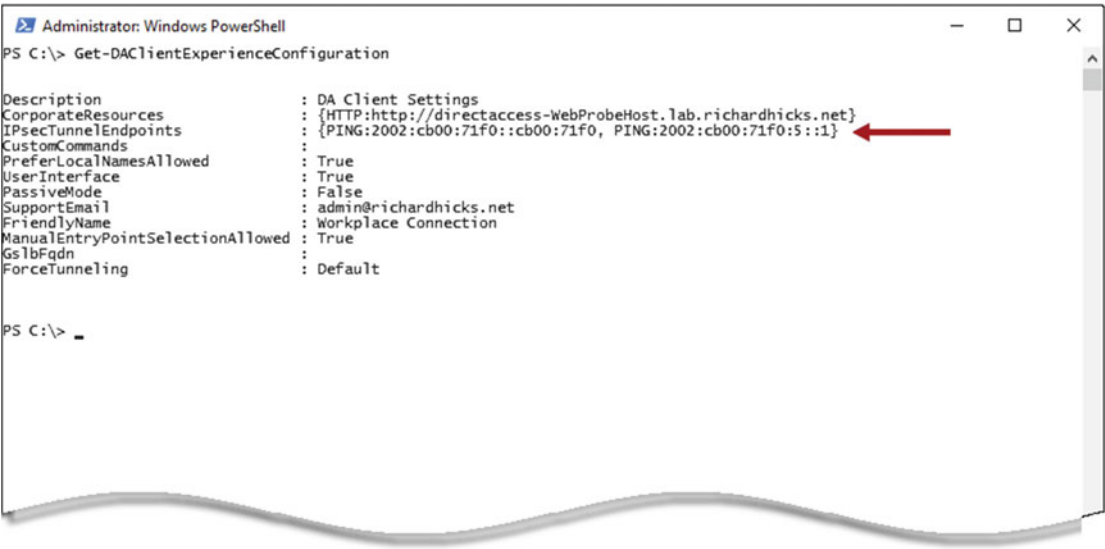 Administrator: Windows PowerShell
PS C:\> Get-DAClientExperienceConfiguration
Description : DA Client Settings
CorporateResources : {HTTP:http://directaccess-WebProbeHost.lab.richardhicks.net}
IPsecTunnelEndpoints : {PING:2002:cb00:71f0::cb00:71f0, PING:2002:cb00:71f0:5::1}
CustomCommands :
PreferLocalNamesAllowed : True
UserInterface : True
PassiveMode : False
SupportEmail : admin@richardhicks.net
FriendlyName : Workplace Connection
ManualEntryPointSelectionAllowed : True
GslbFqdn :
ForceTunneling : Default
PS C:\> _